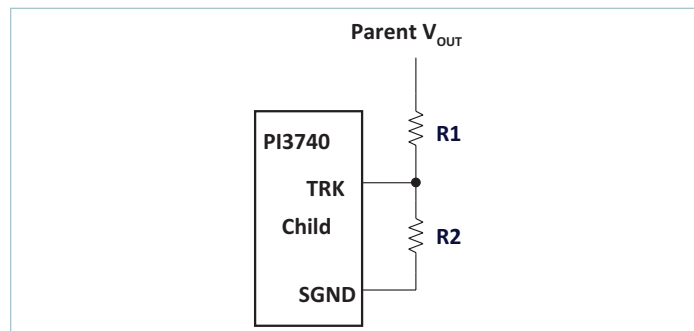 Parent VOUT
R1
PI3740
TRK
Child
R2
SGND